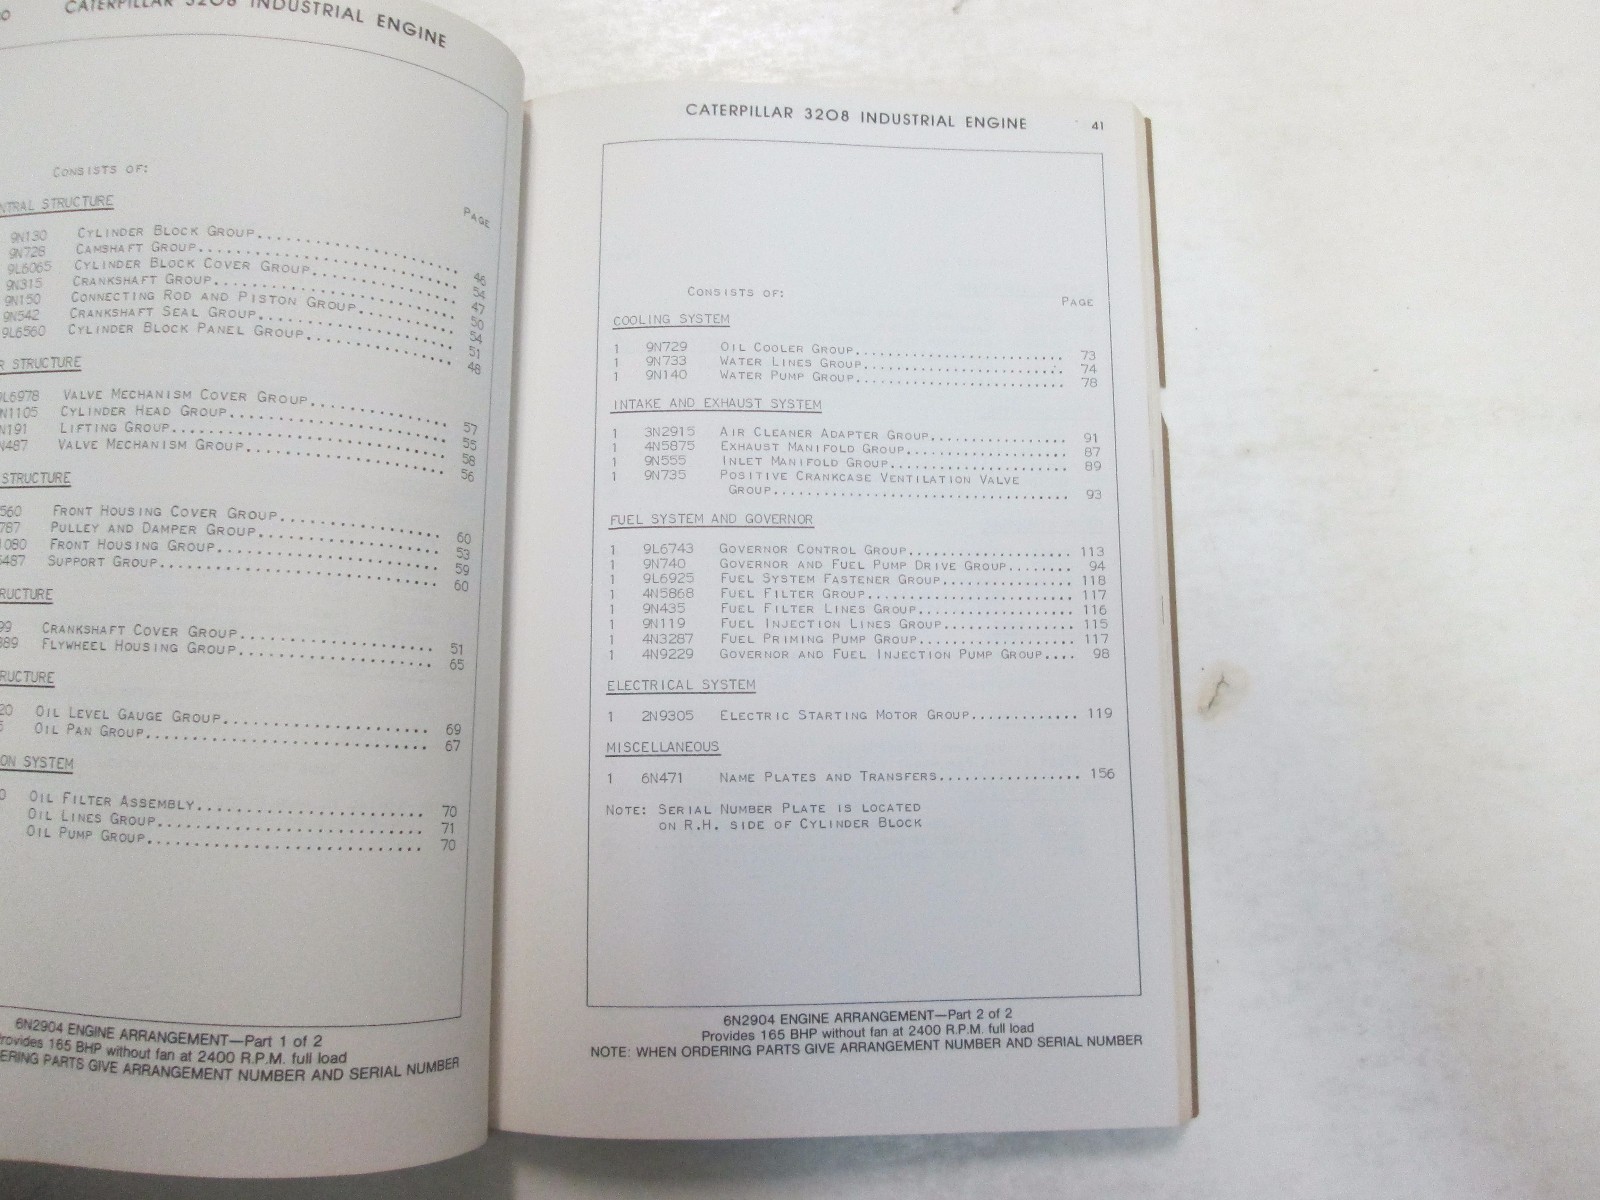 CATERPILLAR 3208 INDUSTRIAL ENGINE
CONSISTS OF:
PAGE
STRUCTURE
9N130 CYLINDER BLOCK GROUP 46
9N728 CAMSHAFT GROUP 54
9L6065 CYLINDER BLOCK COVER GROUP 47
9N315 CRANKSHAFT GROUP 50
9N150 CONNECTING ROD AND PISTON GROUP 54
9N542 CRANKSHAFT SEAL GROUP 51
9L6560 CYLINDER BLOCK PANEL GROUP 48
STRUCTURE
VALVE MECHANISM COVER GROUP 57
CYLINDER HEAD GROUP 55
LIFTING GROUP 58
VALVE MECHANISM GROUP 56
STRUCTURE
FRONT HOUSING COVER GROUP 60
PULLEY AND DAMPER GROUP 53
FRONT HOUSING GROUP 59
SUPPORT GROUP 60
CRANKSHAFT COVER GROUP 51
FLYWHEEL HOUSING GROUP 65
OIL LEVEL GAUGE GROUP 69
OIL PAN GROUP 67
SYSTEM
OIL FILTER ASSEMBLY 70
OIL LINES GROUP 71
OIL PUMP GROUP 70
6N2904 ENGINE ARRANGEMENT—Part 1 of 2
165 BHP without fan at 2400 R.P.M. full load
PARTS GIVE ARRANGEMENT NUMBER AND SERIAL NUMBER
CATERPILLAR 3208 INDUSTRIAL ENGINE 41
CONSISTS OF:
PAGE
COOLING SYSTEM
1 9N729 OIL COOLER GROUP 73
1 9N733 WATER LINES GROUP 74
1 9N140 WATER PUMP GROUP 78
INTAKE AND EXHAUST SYSTEM
1 3N2915 AIR CLEANER ADAPTER GROUP 91
1 4N5875 EXHAUST MANIFOLD GROUP 87
1 9N555 INLET MANIFOLD GROUP 89
1 9N735 POSITIVE CRANKCASE VENTILATION VALVE
GROUP 93
FUEL SYSTEM AND GOVERNOR
1 9L6743 GOVERNOR CONTROL GROUP 113
1 9N740 GOVERNOR AND FUEL PUMP DRIVE GROUP 94
1 9L6925 FUEL SYSTEM FASTENER GROUP 118
1 4N5868 FUEL FILTER GROUP 117
1 9N435 FUEL FILTER LINES GROUP 116
1 9N119 FUEL INJECTION LINES GROUP 115
1 4N3287 FUEL PRIMING PUMP GROUP 117
1 4N9229 GOVERNOR AND FUEL INJECTION PUMP GROUP 98
ELECTRICAL SYSTEM
1 2N9305 ELECTRIC STARTING MOTOR GROUP 119
MISCELLANEOUS
1 6N471 NAME PLATES AND TRANSFERS 156
NOTE: SERIAL NUMBER PLATE IS LOCATED
ON R.H. SIDE OF CYLINDER BLOCK
6N2904 ENGINE ARRANGEMENT—Part 2 of 2
Provides 165 BHP without fan at 2400 R.P.M. full load
NOTE: WHEN ORDERING PARTS GIVE ARRANGEMENT NUMBER AND SERIAL NUMBER